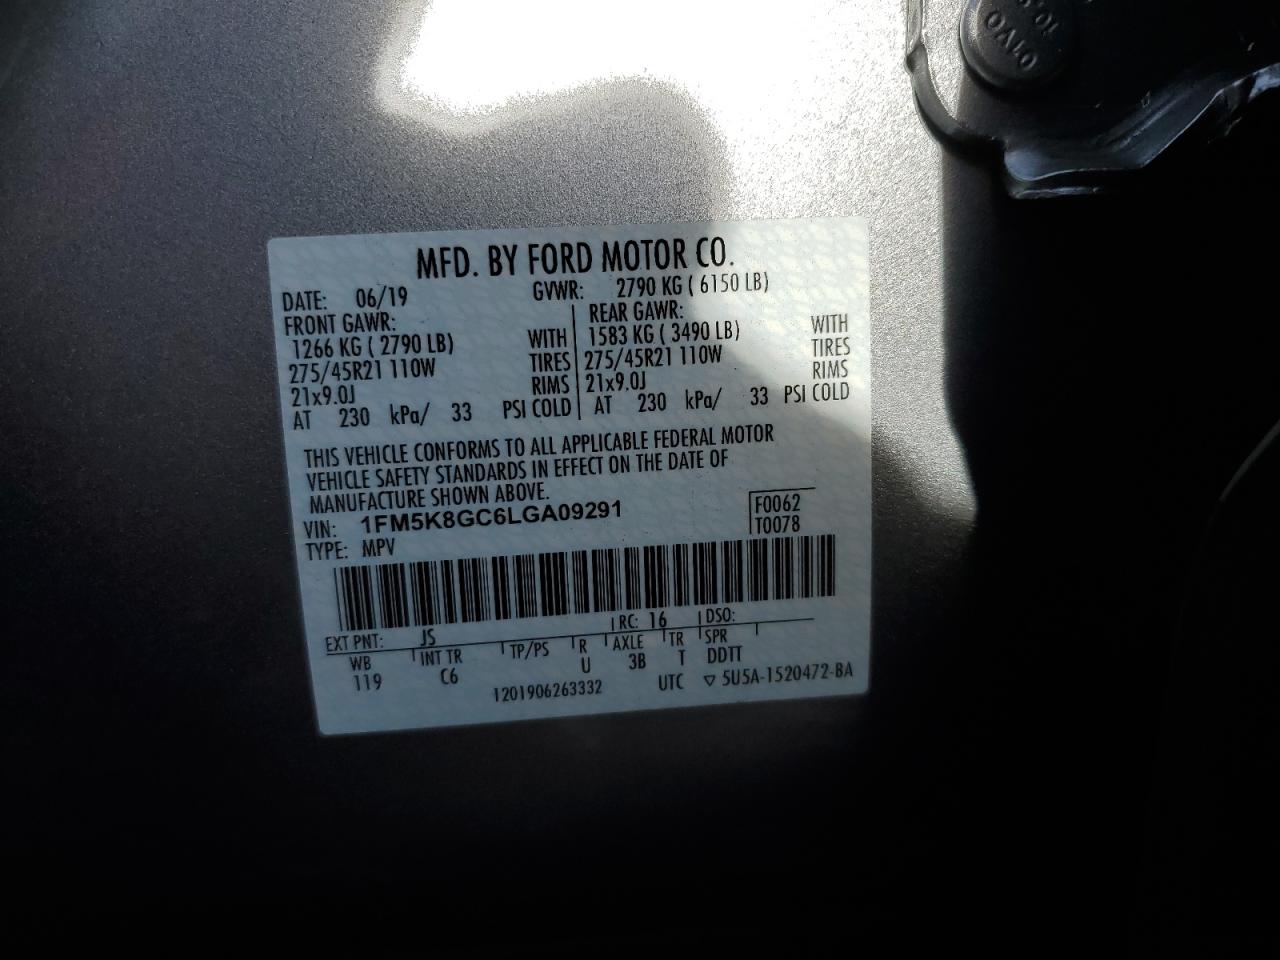 10.9
OVO
MFD. BY FORD MOTOR CO.
DATE: 06/19 GVWR: 2790 KG ( 6150 LB)
FRONT GAWR: REAR GAWR:
1266 KG ( 2790 LB) WITH 1583 KG ( 3490 LB) WITH
275/45R21 110W TIRES 275/45R21 110W TIRES
21x9.0J RIMS 21x9.0J RIMS
AT 230 kPa/ 33 PSI COLD AT 230 kPa/ 33 PSI COLD
THIS VEHICLE CONFORMS TO ALL APPLICABLE FEDERAL MOTOR
VEHICLE SAFETY STANDARDS IN EFFECT ON THE DATE OF
MANUFACTURE SHOWN ABOVE.
VIN: 1FM5K8GC6LGA09291 F0062
TYPE: MPV T0078
EXT PNT: JS RC: 16 DSO:
WB INT TR TP/PS R AXLE TR SPR
119 C6 U 3B T DDTT
1201906263332 UTC ▽ 5U5A-1520472-BA